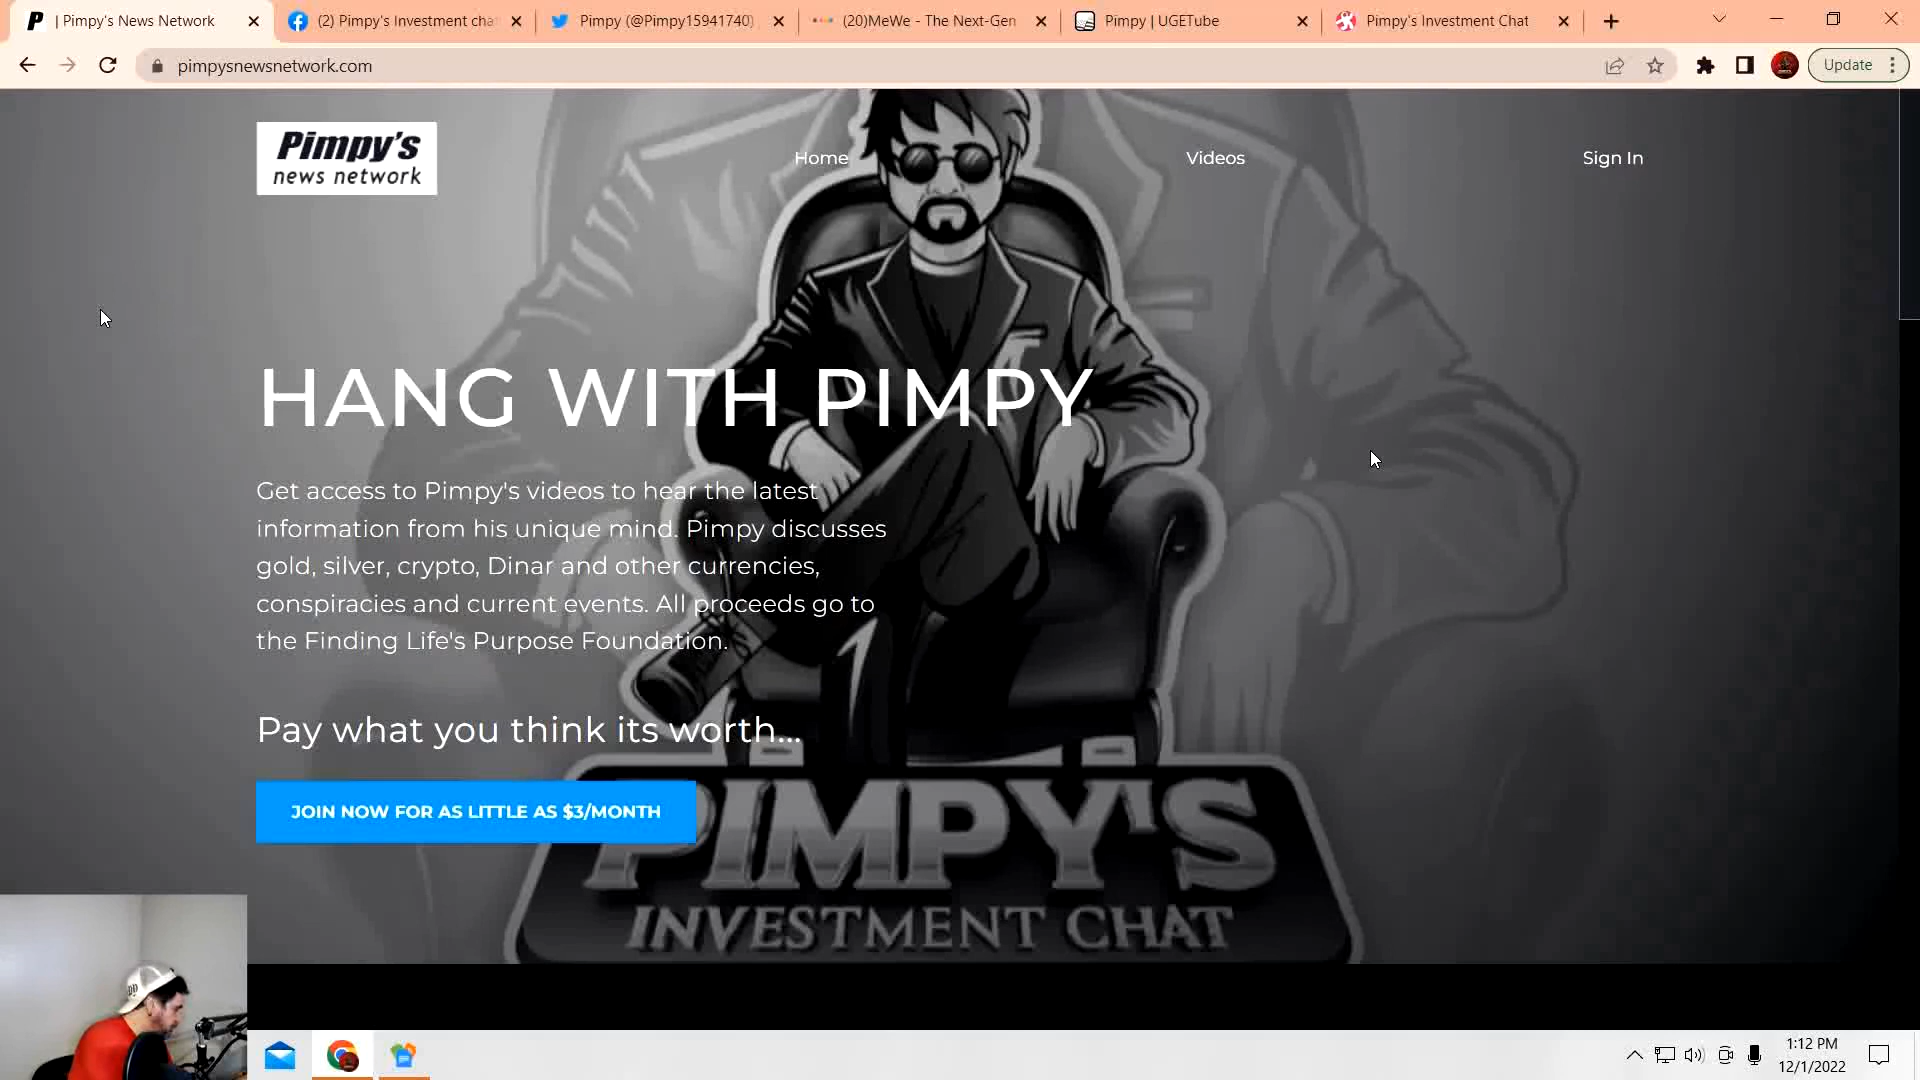 | Pimpy's News Network
(2) Pimpy's Investment cha
Pimpy (@Pimpy15941740)
(20)MeWe - The Next-Gen
Pimpy | UGETube
Pimpy's Investment Chat
pimpysnewsnetwork.com
Update
Pimpy's
news network
Home
Videos
Sign In
HANG WITH PIMPY
Get access to Pimpy's videos to hear the latest
information from his unique mind. Pimpy discusses
gold, silver, crypto, Dinar and other currencies,
conspiracies and current events. All proceeds go to
the Finding Life's Purpose Foundation.
Pay what you think its worth...
JOIN NOW FOR AS LITTLE AS $3/MONTH
PIMPY'S
INVESTMENT CHAT
1:12 PM
12/1/2022